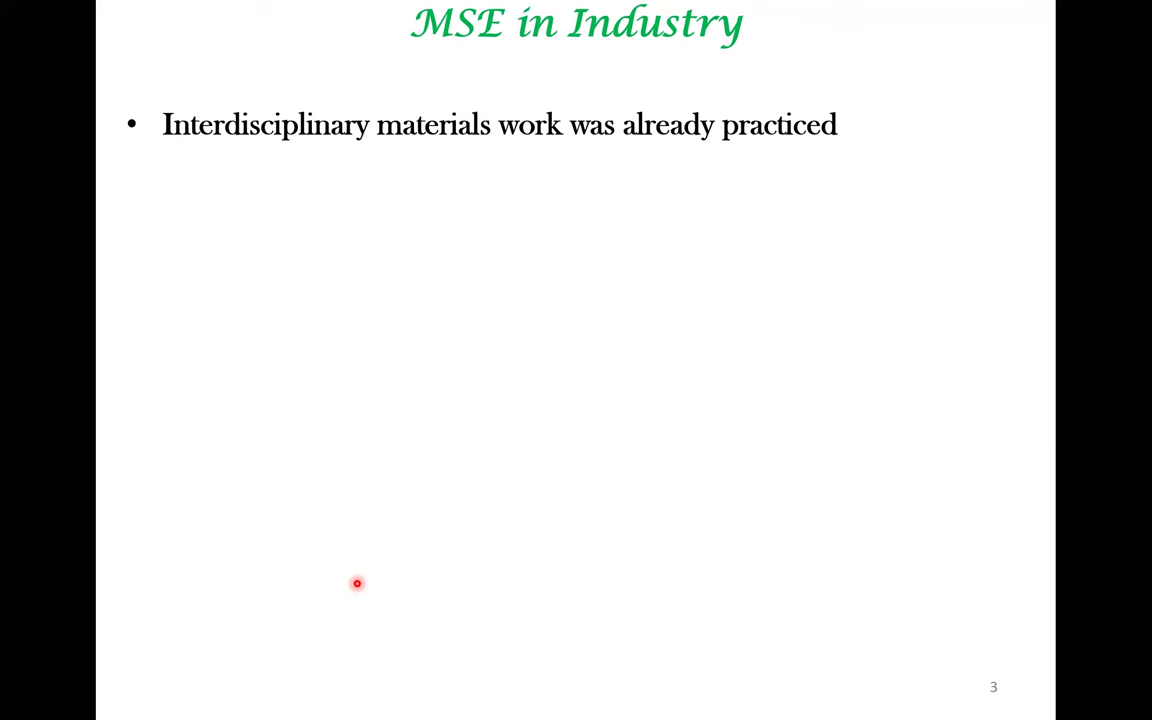 MSE in Industry
• Interdisciplinary materials work was already practiced
3